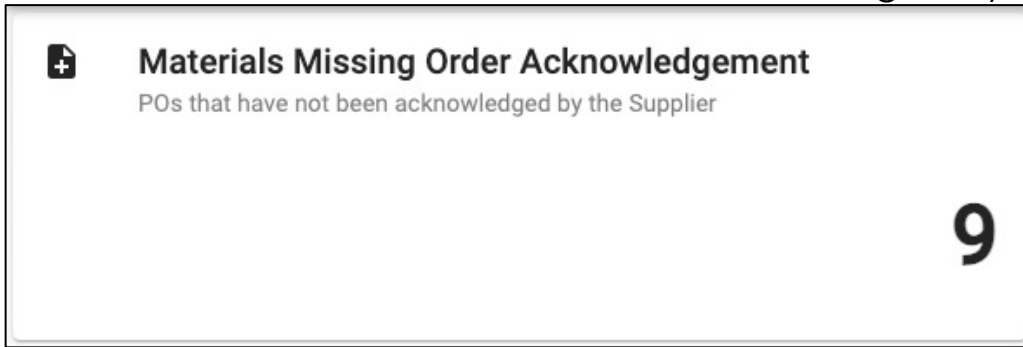 Materials Missing Order Acknowledgement
POs that have not been acknowledged by the Supplier
9